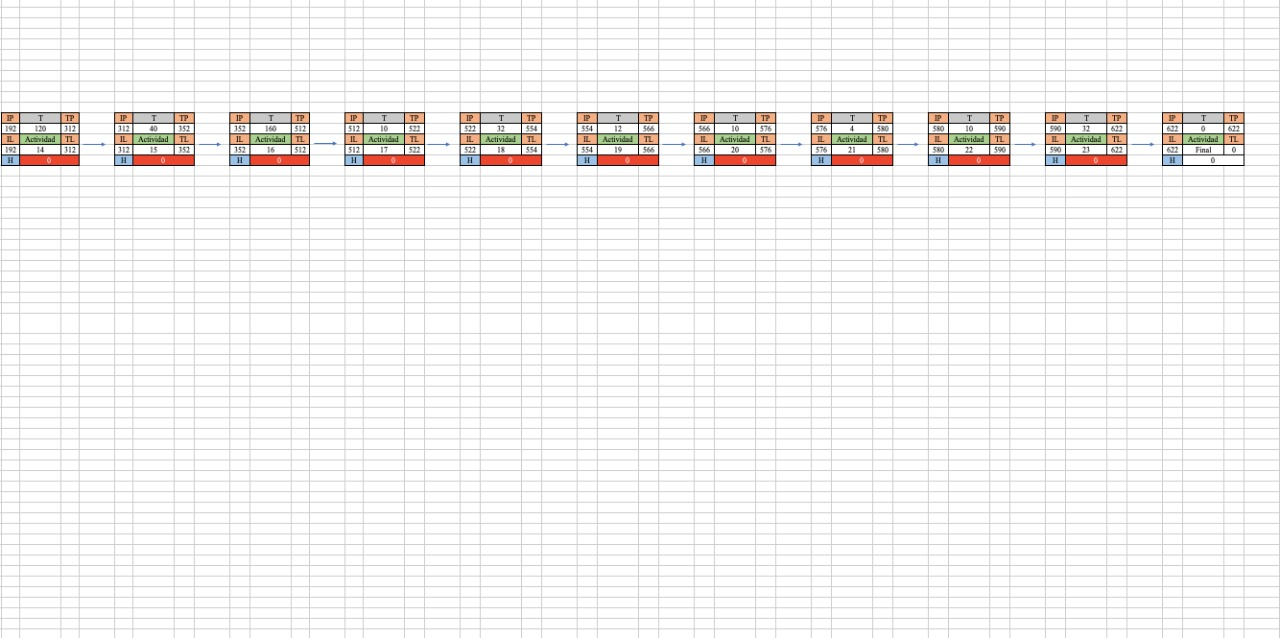 IP T TP IP T TP IP T TP IP T TP IP T TP IP T TP IP T TP IP T TP IP T TP IP T TP IP T TP
192 120 312 312 40 352 352 160 512 512 10 522 522 32 554 554 12 566 566 10 576 576 4 580 580 10 590 590 32 622 622 0 622
IL Actividad TL IL Actividad TL IL Actividad TL IL Actividad TL IL Actividad TL IL Actividad TL IL Actividad TL IL Actividad TL IL Actividad TL IL Actividad TL IL Actividad TL
192 14 312 312 15 352 352 16 512 512 17 522 522 18 554 554 19 566 566 20 576 576 21 580 580 22 590 590 23 622 622 Final 0
H 0 H 0 H 0 H 0 H 0 H 0 H 0 H 0 H 0 H 0 H 0